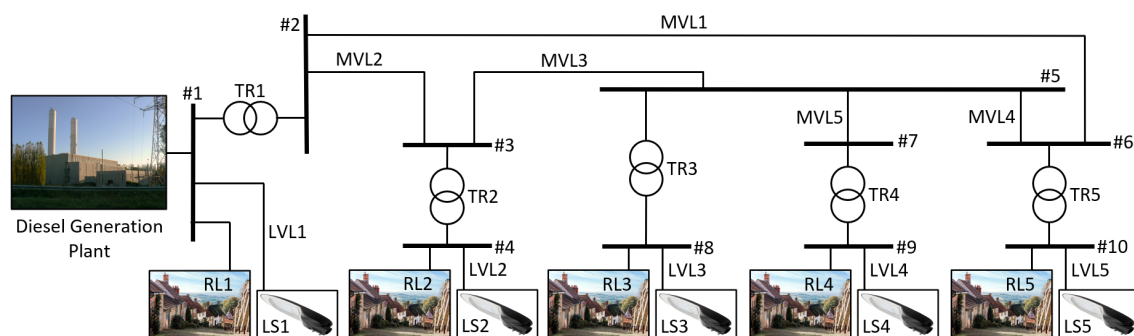 MVL1
#2
MVL2
MVL3
#5
#1
TR1
MVL5
MVL4
#3
#7
#6
TR3
TR2
TR4
TR5
Diesel Generation
Plant
LVL1
#4
#8
#9
#10
RL1
RL2
LVL2
RL3
LVL3
RL4
LVL4
RL5
LVL5
LS1
LS2
LS3
LS4
LS5